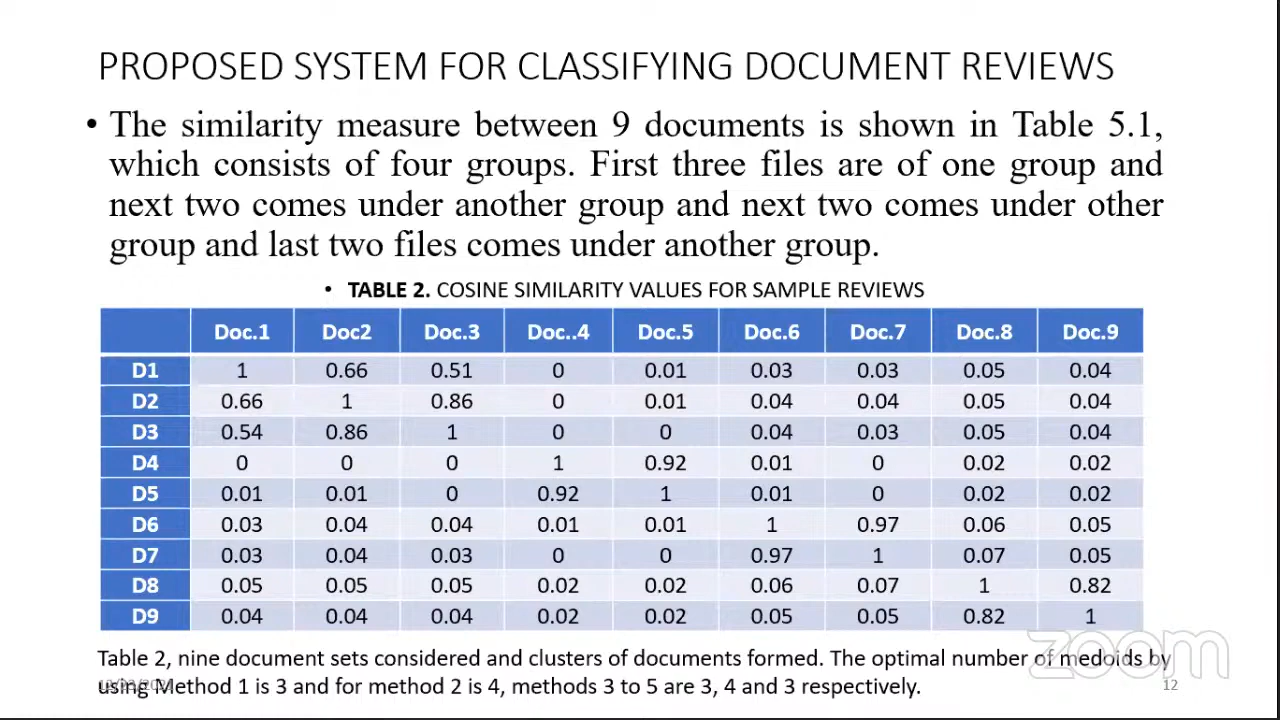 PROPOSED SYSTEM FOR CLASSIFYING DOCUMENT REVIEWS
• The similarity measure between 9 documents is shown in Table 5.1,
which consists of four groups. First three files are of one group and
next two comes under another group and next two comes under other
group and last two files comes under another group.
• TABLE 2. COSINE SIMILARITY VALUES FOR SAMPLE REVIEWS
Doc.1 Doc2 Doc.3 Doc..4 Doc.5 Doc.6 Doc.7 Doc.8 Doc.9
D1 1 0.66 0.51 0 0.01 0.03 0.03 0.05 0.04
D2 0.66 1 0.86 0 0.01 0.04 0.04 0.05 0.04
D3 0.54 0.86 1 0 0 0.04 0.03 0.05 0.04
D4 0 0 0 1 0.92 0.01 0 0.02 0.02
D5 0.01 0.01 0 0.92 1 0.01 0 0.02 0.02
D6 0.03 0.04 0.04 0.01 0.01 1 0.97 0.06 0.05
D7 0.03 0.04 0.03 0 0 0.97 1 0.07 0.05
D8 0.05 0.05 0.05 0.02 0.02 0.06 0.07 1 0.82
D9 0.04 0.04 0.04 0.02 0.02 0.05 0.05 0.82 1
zoom
Table 2, nine document sets considered and clusters of documents formed. The optimal number of medoids by
using Method 1 is 3 and for method 2 is 4, methods 3 to 5 are 3, 4 and 3 respectively.
12